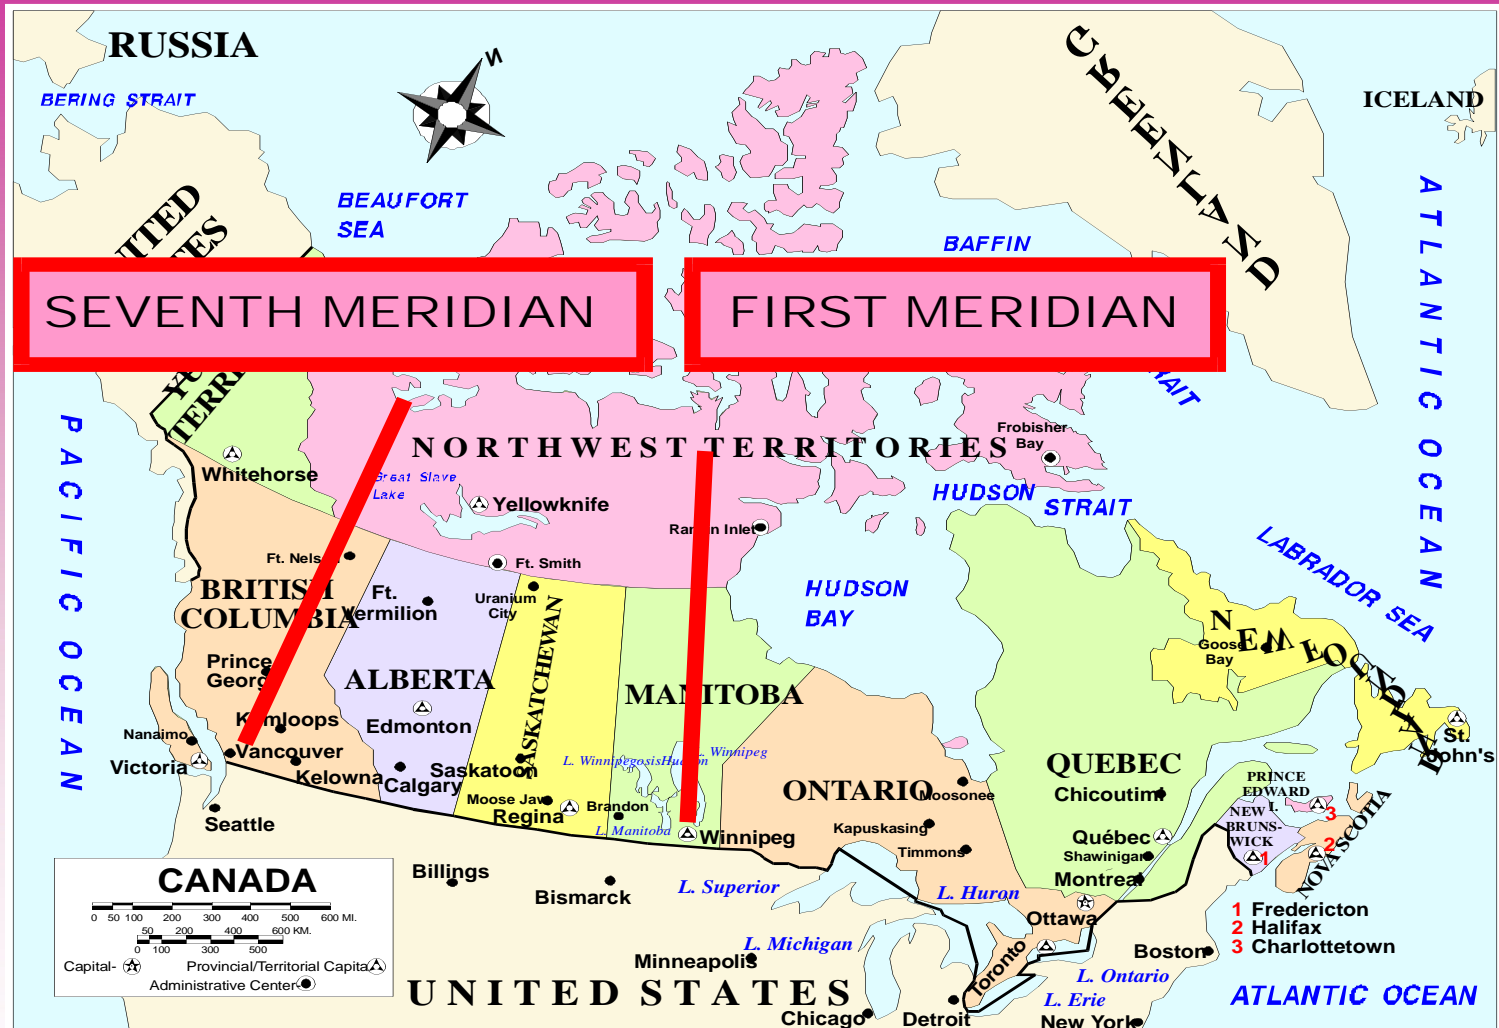 RUSSIA
N
ICELAND
BERING STRAIT
GREENLAND
BEAUFORT
SEA
BAFFIN
ATLANTIC OCEAN
SEVENTH MERIDIAN
FIRST MERIDIAN
PACIFIC OCEAN
NORTHWEST TERRITORIES
Frobisher
Bay
Whitehorse
Great Slave
Lake
Yellowknife
HUDSON
STRAIT
LABRADOR SEA
Ft. Smith
HUDSON
BAY
BRITISH
COLUMBIA
Ft.
Vermilion
Uranium
City
SASKATCHEWAN
NEWFOUNDLAND
Goose
Bay
Prince
ALBERTA
Edmonton
MANITOBA
Nanaimo
Victoria
Vancouver
Kelowna
Calgary
Saskatoon
L. Winnipegosis
Winnipeg
ONTARIO
Moosonee
QUEBEC
Chicoutimi
PRINCE
EDWARD
I.
St.
John's
Seattle
Moose Jaw
Regina
Brandon
L. Manitoba
Winnipeg
Kapuskasing
Timmons
Québec
Shawinigan
Montreal
NEW
BRUNS-
WICK
NOVA SCOTIA
1
2
3
Billings
Bismarck
L. Superior
L. Huron
Ottawa
CANADA
0 50 100 200 300 400 500 600 MI.
50 200 400 600 KM.
0 100 300 500
Capital-
Provincial/Territorial Capital
Administrative Center-
L. Michigan
Minneapolis
Toronto
Boston
L. Ontario
L. Erie
1 Fredericton
2 Halifax
3 Charlottetown
UNITED STATES
Chicago
Detroit
New York
ATLANTIC OCEAN